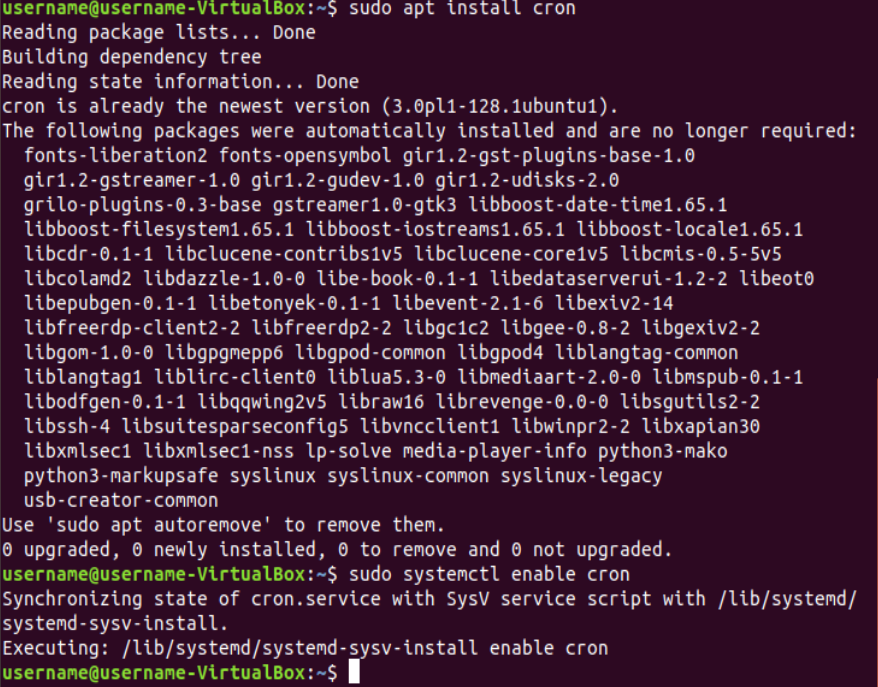 username@username-VirtualBox:~$ sudo apt install cron
Reading package lists... Done
Building dependency tree
Reading state information... Done
cron is already the newest version (3.0pl1-128.1ubuntu1).
The following packages were automatically installed and are no longer required:
  fonts-liberation2 fonts-opensymbol gir1.2-gst-plugins-base-1.0
  gir1.2-gstreamer-1.0 gir1.2-gudev-1.0 gir1.2-udisks-2.0
  grilo-plugins-0.3-base gstreamer1.0-gtk3 libboost-date-time1.65.1
  libboost-filesystem1.65.1 libboost-iostreams1.65.1 libboost-locale1.65.1
  libcdr-0.1-1 libclucene-contribs1v5 libclucene-core1v5 libcmis-0.5-5v5
  libcolamd2 libdazzle-1.0-0 libe-book-0.1-1 libedataserverui-1.2-2 libeot0
  libepubgen-0.1-1 libetonyek-0.1-1 libevent-2.1-6 libexiv2-14
  libfreerdp-client2-2 libfreerdp2-2 libgc1c2 libgee-0.8-2 libgexiv2-2
  libgom-1.0-0 libgpgmepp6 libgpod-common libgpod4 liblangtag-common
  liblangtag1 liblirc-client0 liblua5.3-0 libmediaart-2.0-0 libmspub-0.1-1
  libodfgen-0.1-1 libqqwing2v5 libraw16 librevenge-0.0-0 libsgutils2-2
  libssh-4 libsuitesparseconfig5 libvncclient1 libwinpr2-2 libxapian30
  libxmlsec1 libxmlsec1-nss lp-solve media-player-info python3-mako
  python3-markupsafe syslinux syslinux-common syslinux-legacy
  usb-creator-common
Use 'sudo apt autoremove' to remove them.
0 upgraded, 0 newly installed, 0 to remove and 0 not upgraded.
username@username-VirtualBox:~$ sudo systemctl enable cron
Synchronizing state of cron.service with SysV service script with /lib/systemd/
systemd-sysv-install.
Executing: /lib/systemd/systemd-sysv-install enable cron
username@username-VirtualBox:~$